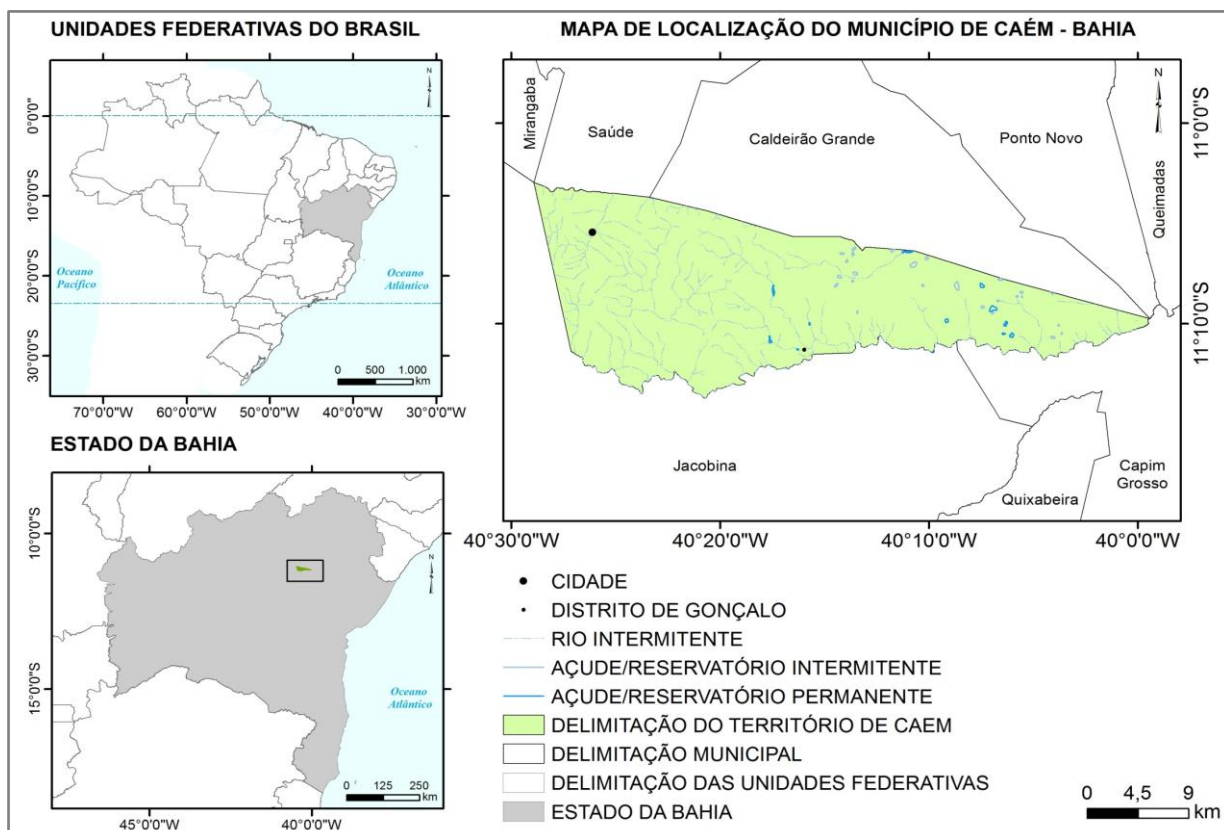 UNIDADES FEDERATIVAS DO BRASIL
N
0°0'0"
10°0'0"S
20°0'0"S
30°0'0"S
Oceano
Pacífico
Oceano
Atlântico
0 500 1.000
km
70°0'0"W 60°0'0"W 50°0'0"W 40°0'0"W 30°0'0"W
ESTADO DA BAHIA
10°0'0"S
15°0'0"S
N
Oceano
Atlântico
0 125 250
km
45°0'0"W 40°0'0"W
MAPA DE LOCALIZAÇÃO DO MUNICÍPIO DE CAÉM - BAHIA
N
Mirangaba
Saúde
Caldeirão Grande
Ponto Novo
Queimadas
11°0'0"S
11°10'0"S
Jacobina
Quixabeira
Capim
Grosso
40°30'0"W 40°20'0"W 40°10'0"W 40°0'0"W
CIDADE
DISTRITO DE GONÇALO
RIO INTERMITENTE
AÇUDE/RESERVATÓRIO INTERMITENTE
AÇUDE/RESERVATÓRIO PERMANENTE
DELIMITAÇÃO DO TERRITÓRIO DE CAEM
DELIMITAÇÃO MUNICIPAL
DELIMITAÇÃO DAS UNIDADES FEDERATIVAS
ESTADO DA BAHIA
0 4,5 9
km